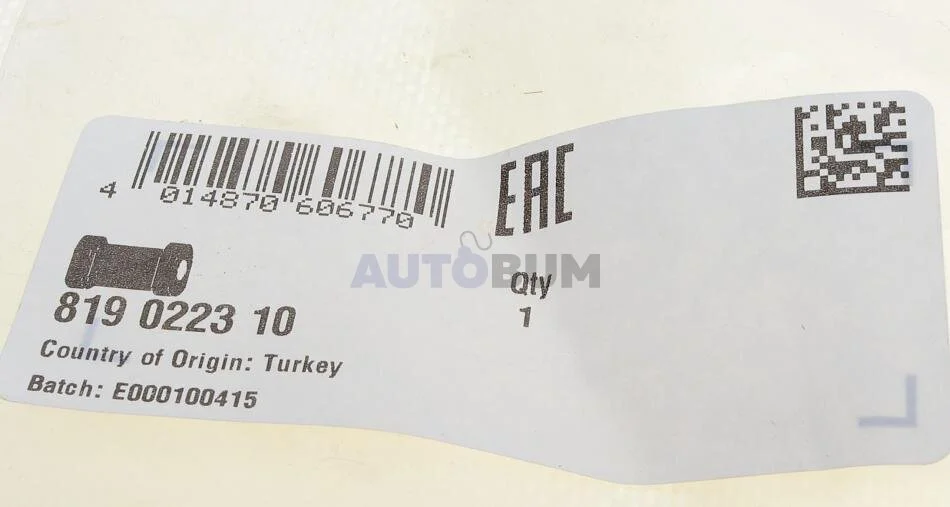 4 014870 606770
EAC
AUTOBUM
Qty
1
819 0223 10
Country of Origin: Turkey
Batch: E000100415